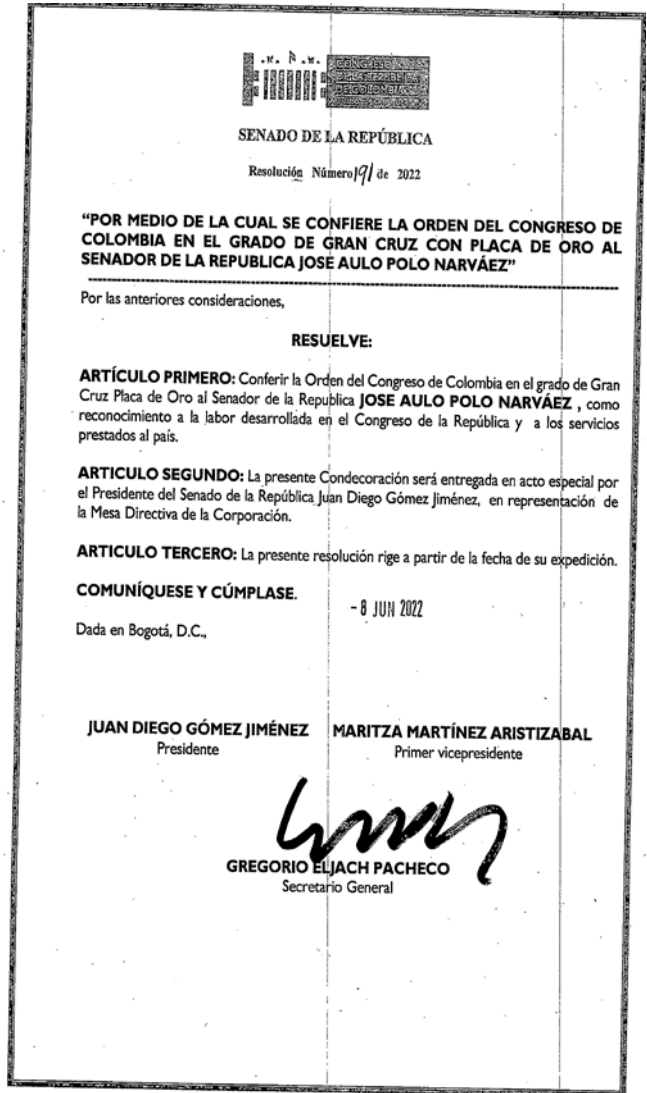 CONGRESO
DE LA REPÚBLICA
DE COLOMBIA
SENADO DE LA REPÚBLICA
Resolución Número 191 de 2022
“POR MEDIO DE LA CUAL SE CONFIERE LA ORDEN DEL CONGRESO DE
COLOMBIA EN EL GRADO DE GRAN CRUZ CON PLACA DE ORO AL
SENADOR DE LA REPUBLICA JOSE AULO POLO NARVÁEZ”
Por las anteriores consideraciones,
RESUELVE:
ARTÍCULO PRIMERO: Conferir la Orden del Congreso de Colombia en el grado de Gran
Cruz Placa de Oro al Senador de la Republica JOSE AULO POLO NARVÁEZ , como
reconocimiento a la labor desarrollada en el Congreso de la República y a los servicios
prestados al país.
ARTICULO SEGUNDO: La presente Condecoración será entregada en acto especial por
el Presidente del Senado de la República Juan Diego Gómez Jiménez, en representación de
la Mesa Directiva de la Corporación.
ARTICULO TERCERO: La presente resolución rige a partir de la fecha de su expedición.
COMUNÍQUESE Y CÚMPLASE.
- 8 JUN 2022
Dada en Bogotá, D.C.,
JUAN DIEGO GÓMEZ JIMÉNEZ MARITZA MARTÍNEZ ARISTIZABAL
Presidente Primer vicepresidente
GREGORIO ELJACH PACHECO
Secretario General